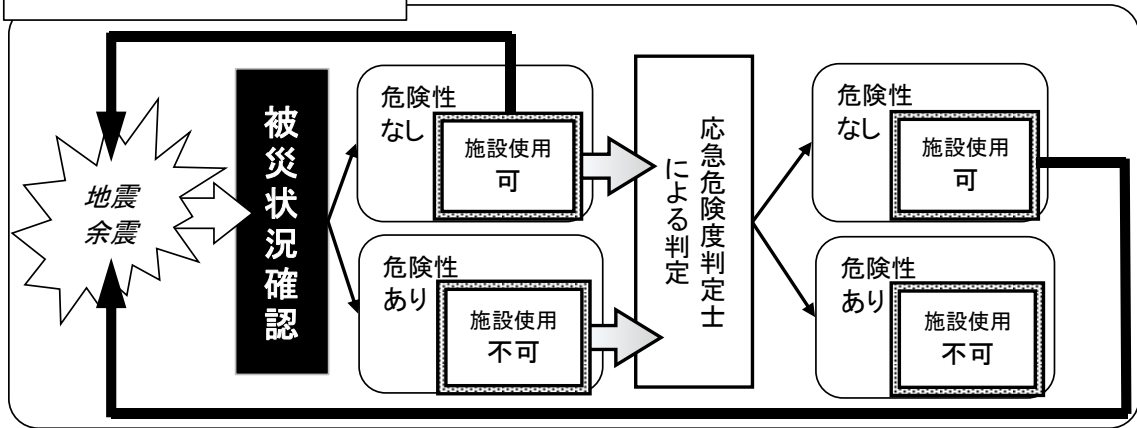 地震
余震
被災状況確認
危険性
なし
施設使用
可
危険性
あり
施設使用
不可
応急危険度判定士
による判定
危険性
なし
施設使用
可
危険性
あり
施設使用
不可